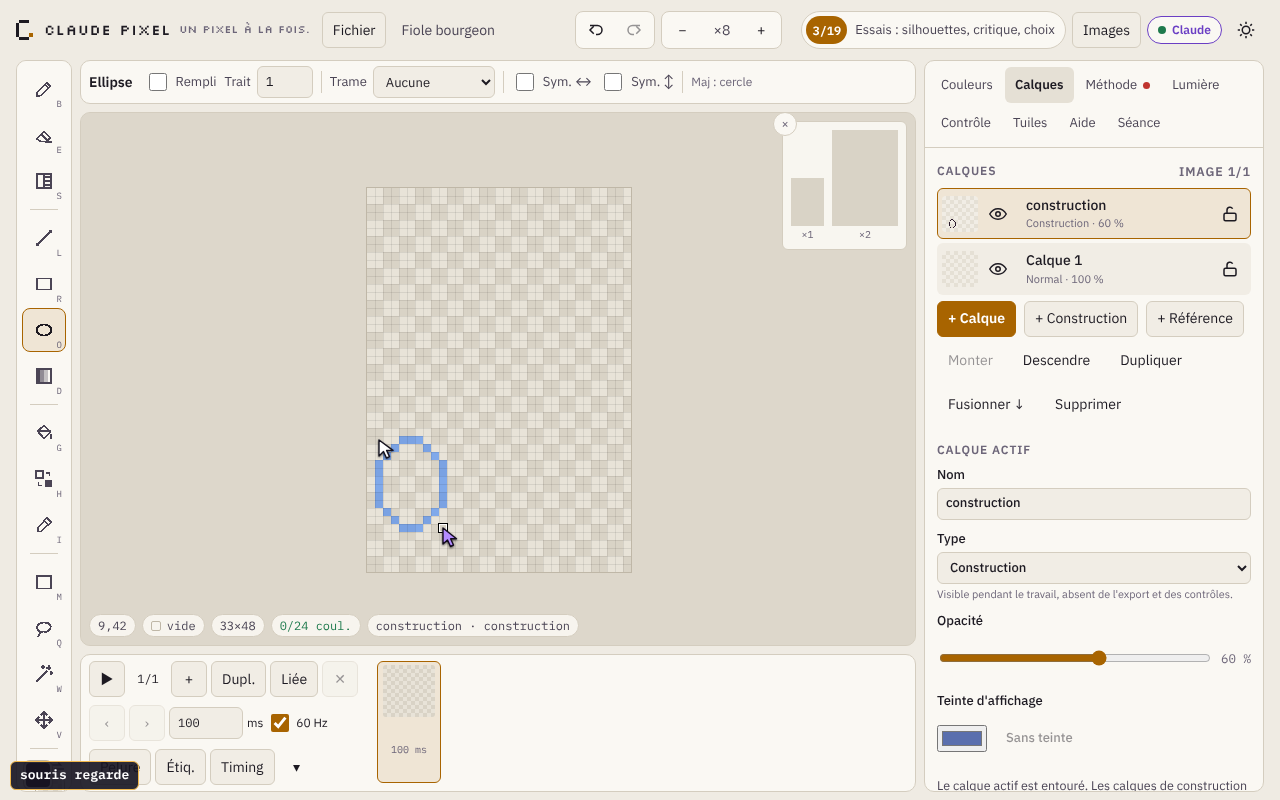 CLAUDE PIXEL UN PIXEL À LA FOIS. Fichier Fiole bourgeon − ×8 + 3/19 Essais : silhouettes, critique, choix Images Claude
Ellipse Rempli Trait 1 Trame Aucune Sym. ↔ Sym. ↕ Maj : cercle
B
E
S
L
R
O
D
G
H
I
M
Q
W
V
×
×1 ×2
9,42 vide 33×48 0/24 coul. construction · construction
1/1 + Dupl. Liée ×
‹ › 100 ms 60 Hz
Étiq. Timing ▼
100 ms
souris regarde
Couleurs Calques Méthode Lumière
Contrôle Tuiles Aide Séance
CALQUES IMAGE 1/1
construction
Construction · 60 %
Calque 1
Normal · 100 %
+ Calque + Construction + Référence
Monter Descendre Dupliquer
Fusionner ↓ Supprimer
CALQUE ACTIF
Nom
construction
Type
Construction
Visible pendant le travail, absent de l'export et des contrôles.
Opacité
60 %
Teinte d'affichage
Sans teinte
Le calque actif est entouré. Les calques de construction